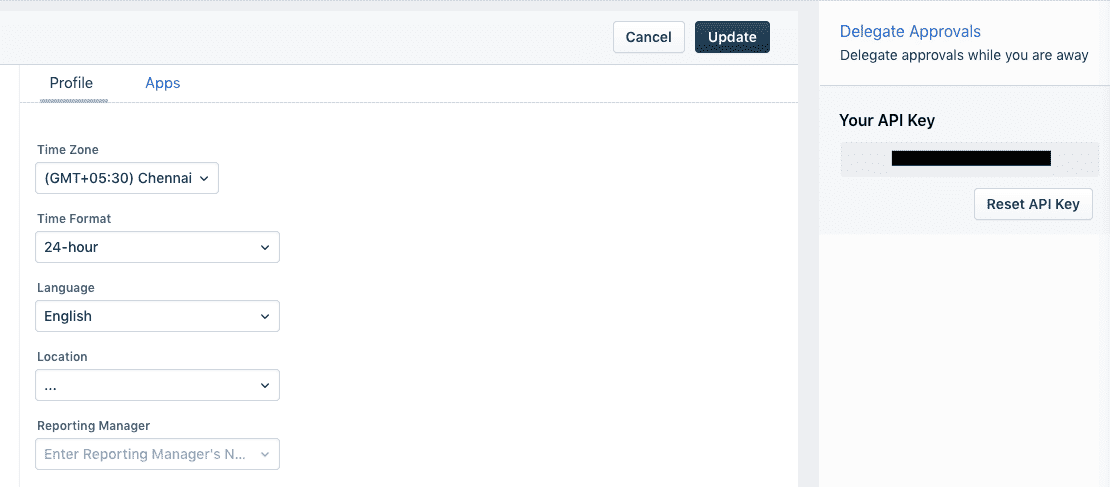 Cancel
Update
Profile
Apps
Time Zone
(GMT+05:30) Chennai
Time Format
24-hour
Language
English
Location
...
Reporting Manager
Enter Reporting Manager's N...
Delegate Approvals
Delegate approvals while you are away
Your API Key
Reset API Key